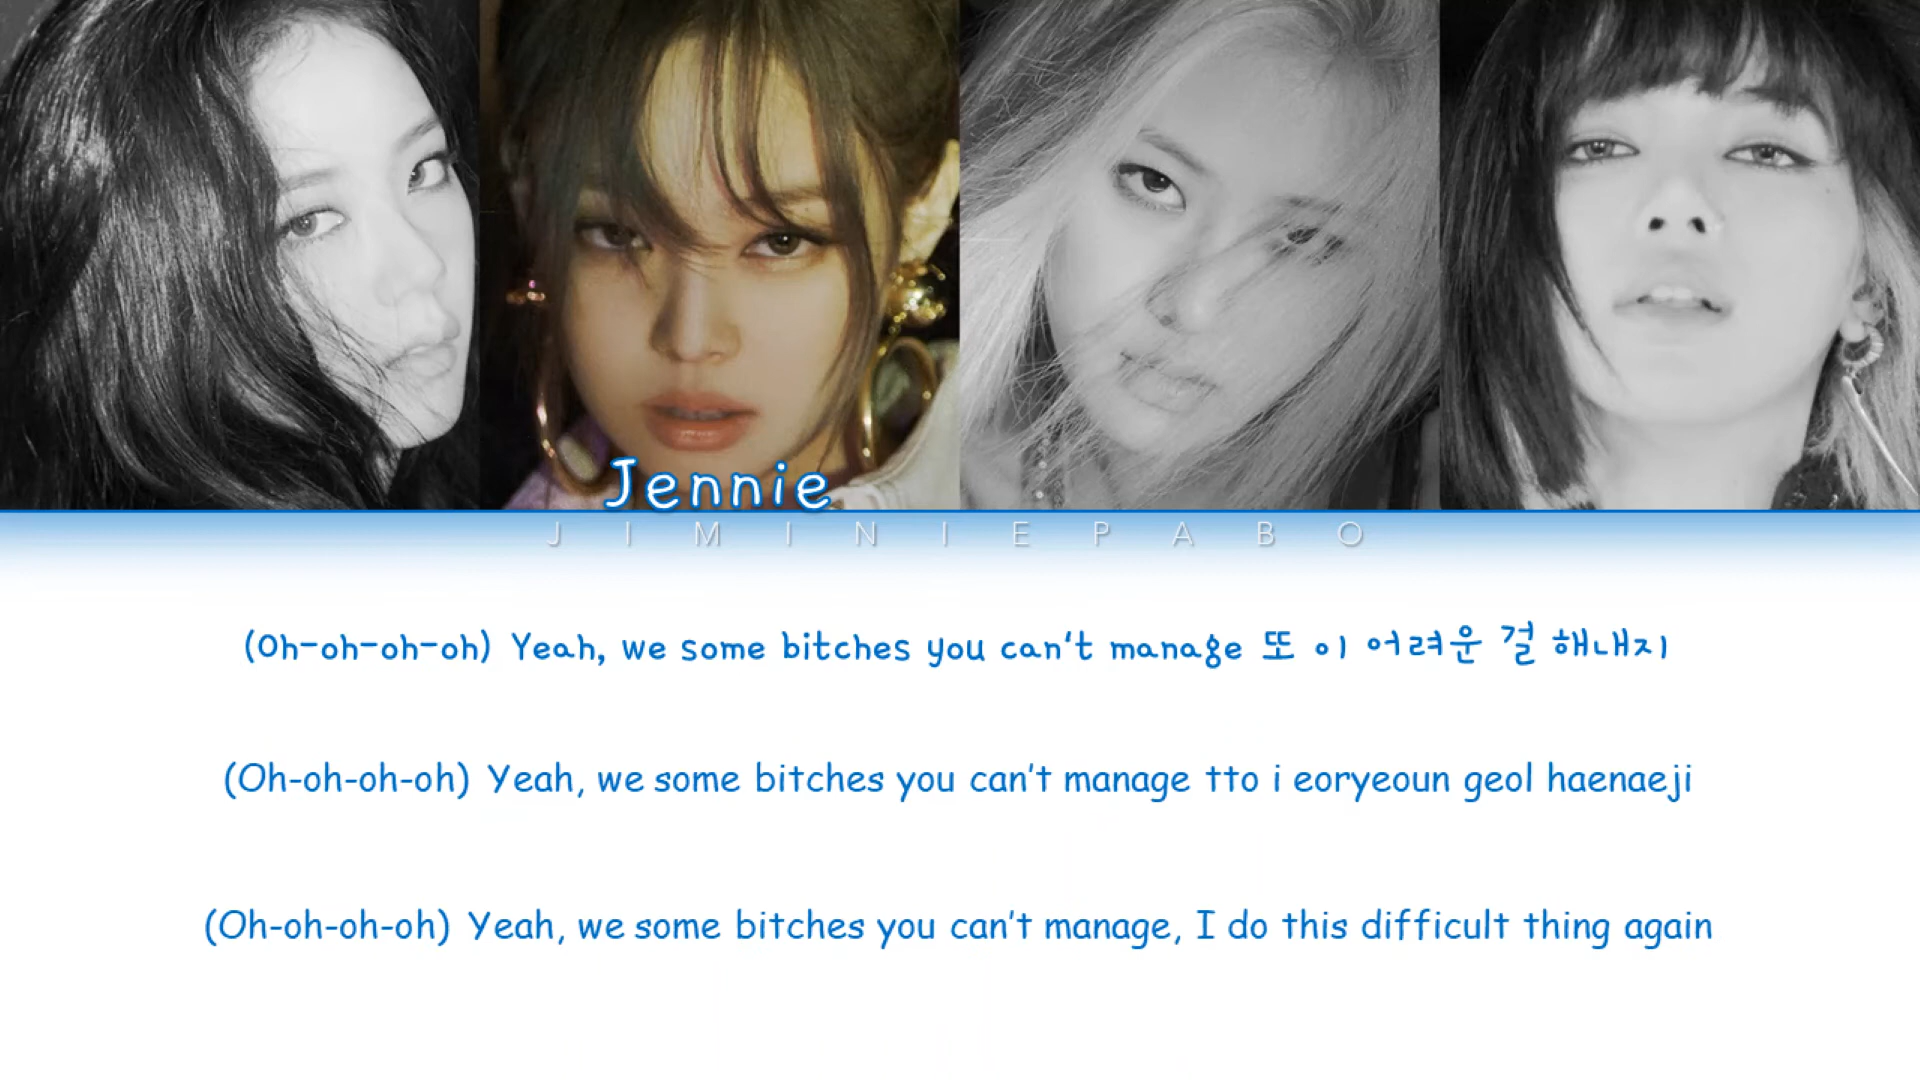 Jennie
JIMINIEPABO
(Oh-oh-oh-oh) Yeah, we some bitches you can't manage 또 이 어려운 걸 해내지
(Oh-oh-oh-oh) Yeah, we some bitches you can't manage tto i eoryeoun geol haenaeji
(Oh-oh-oh-oh) Yeah, we some bitches you can't manage, I do this difficult thing again